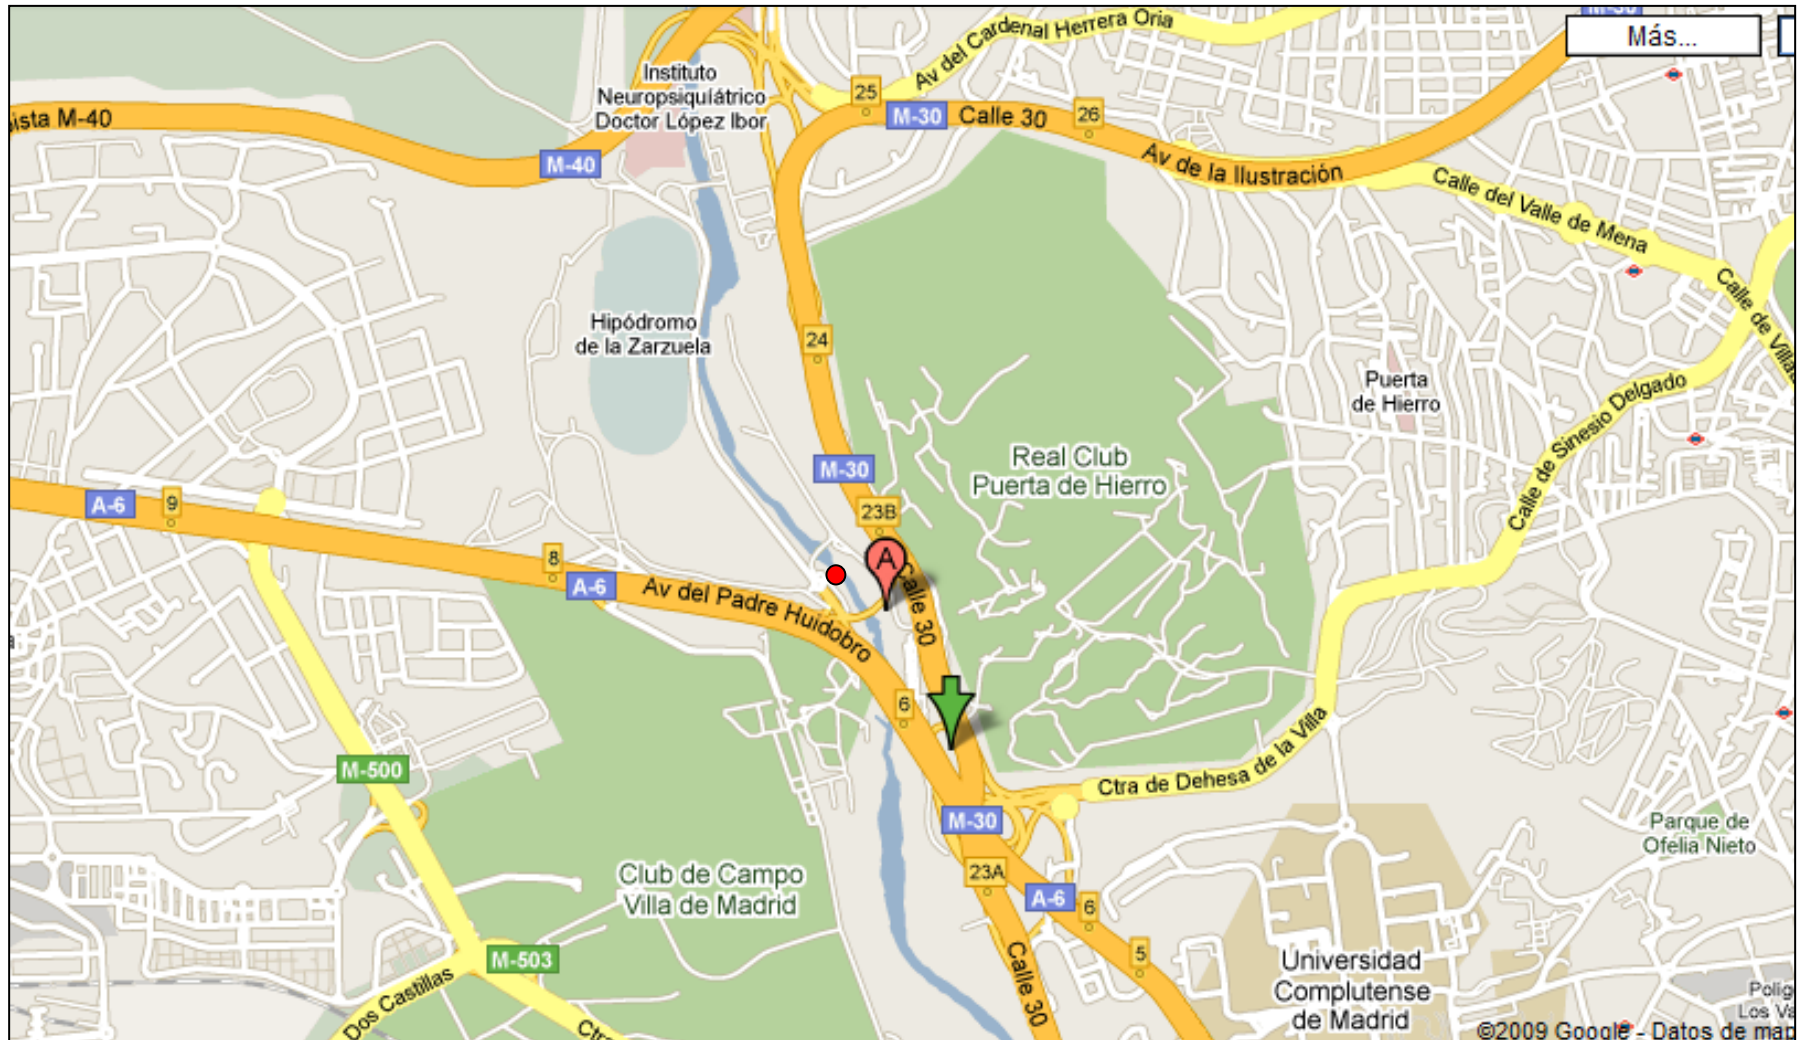 M-30
Más...
Av del Cardenal Herrera Oria
Instituto
Neuropsiquiátrico
Doctor López Ibor
25
M-30
Calle 30
26
ista M-40
M-40
Av de la Ilustración
Calle del Valle de Mena
Calle de Villa
Hipódromo
de la Zarzuela
24
Puerta
de Hierro
Calle de Sinesio Delgado
Real Club
Puerta de Hierro
M-30
A-6
9
23B
8
A-6
Av del Padre Huidobro
A
Calle 30
6
Ctra de Dehesa de la Villa
M-500
M-30
Parque de
Ofelia Nieto
Club de Campo
Villa de Madrid
23A
A-6
6
5
M-503
Dos Castillas
Ctra
Calle 30
Universidad
Complutense
de Madrid
Polig
Los Va
©2009 Google - Datos de map